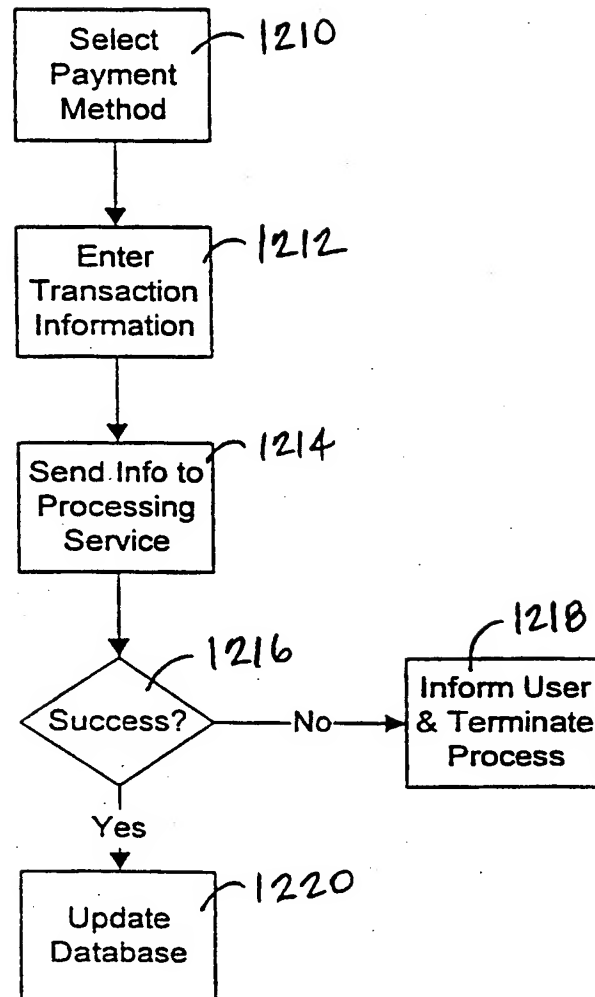 Select
Payment
Method
1210
Enter
Transaction
Information
1212
Send Info to
Processing
Service
1214
Success?
1216
No
Inform User
& Terminate
Process
1218
Yes
Update
Database
1220